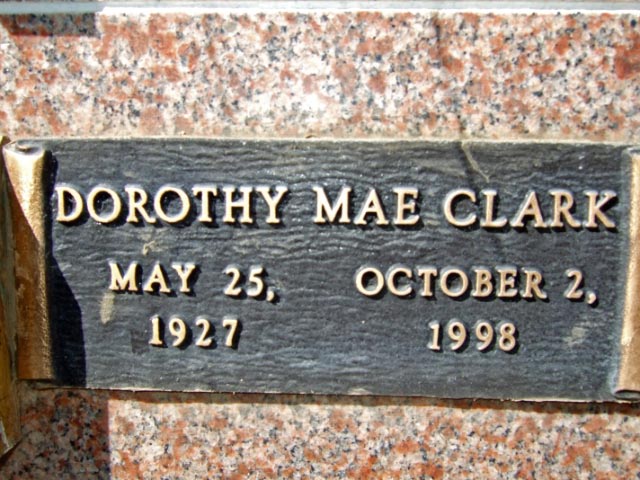 DOROTHY MAE CLARK
MAY 25, OCTOBER 2,
1927 1998